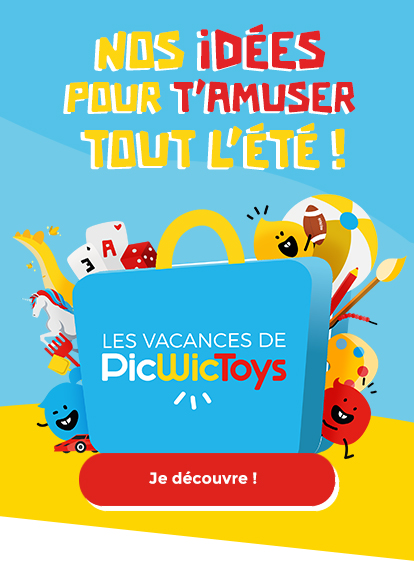 NOS IDÉES
POUR T'AMUSER
TOUT L'ÉTÉ !
A
LES VACANCES DE
PicWicToys
Je découvre !